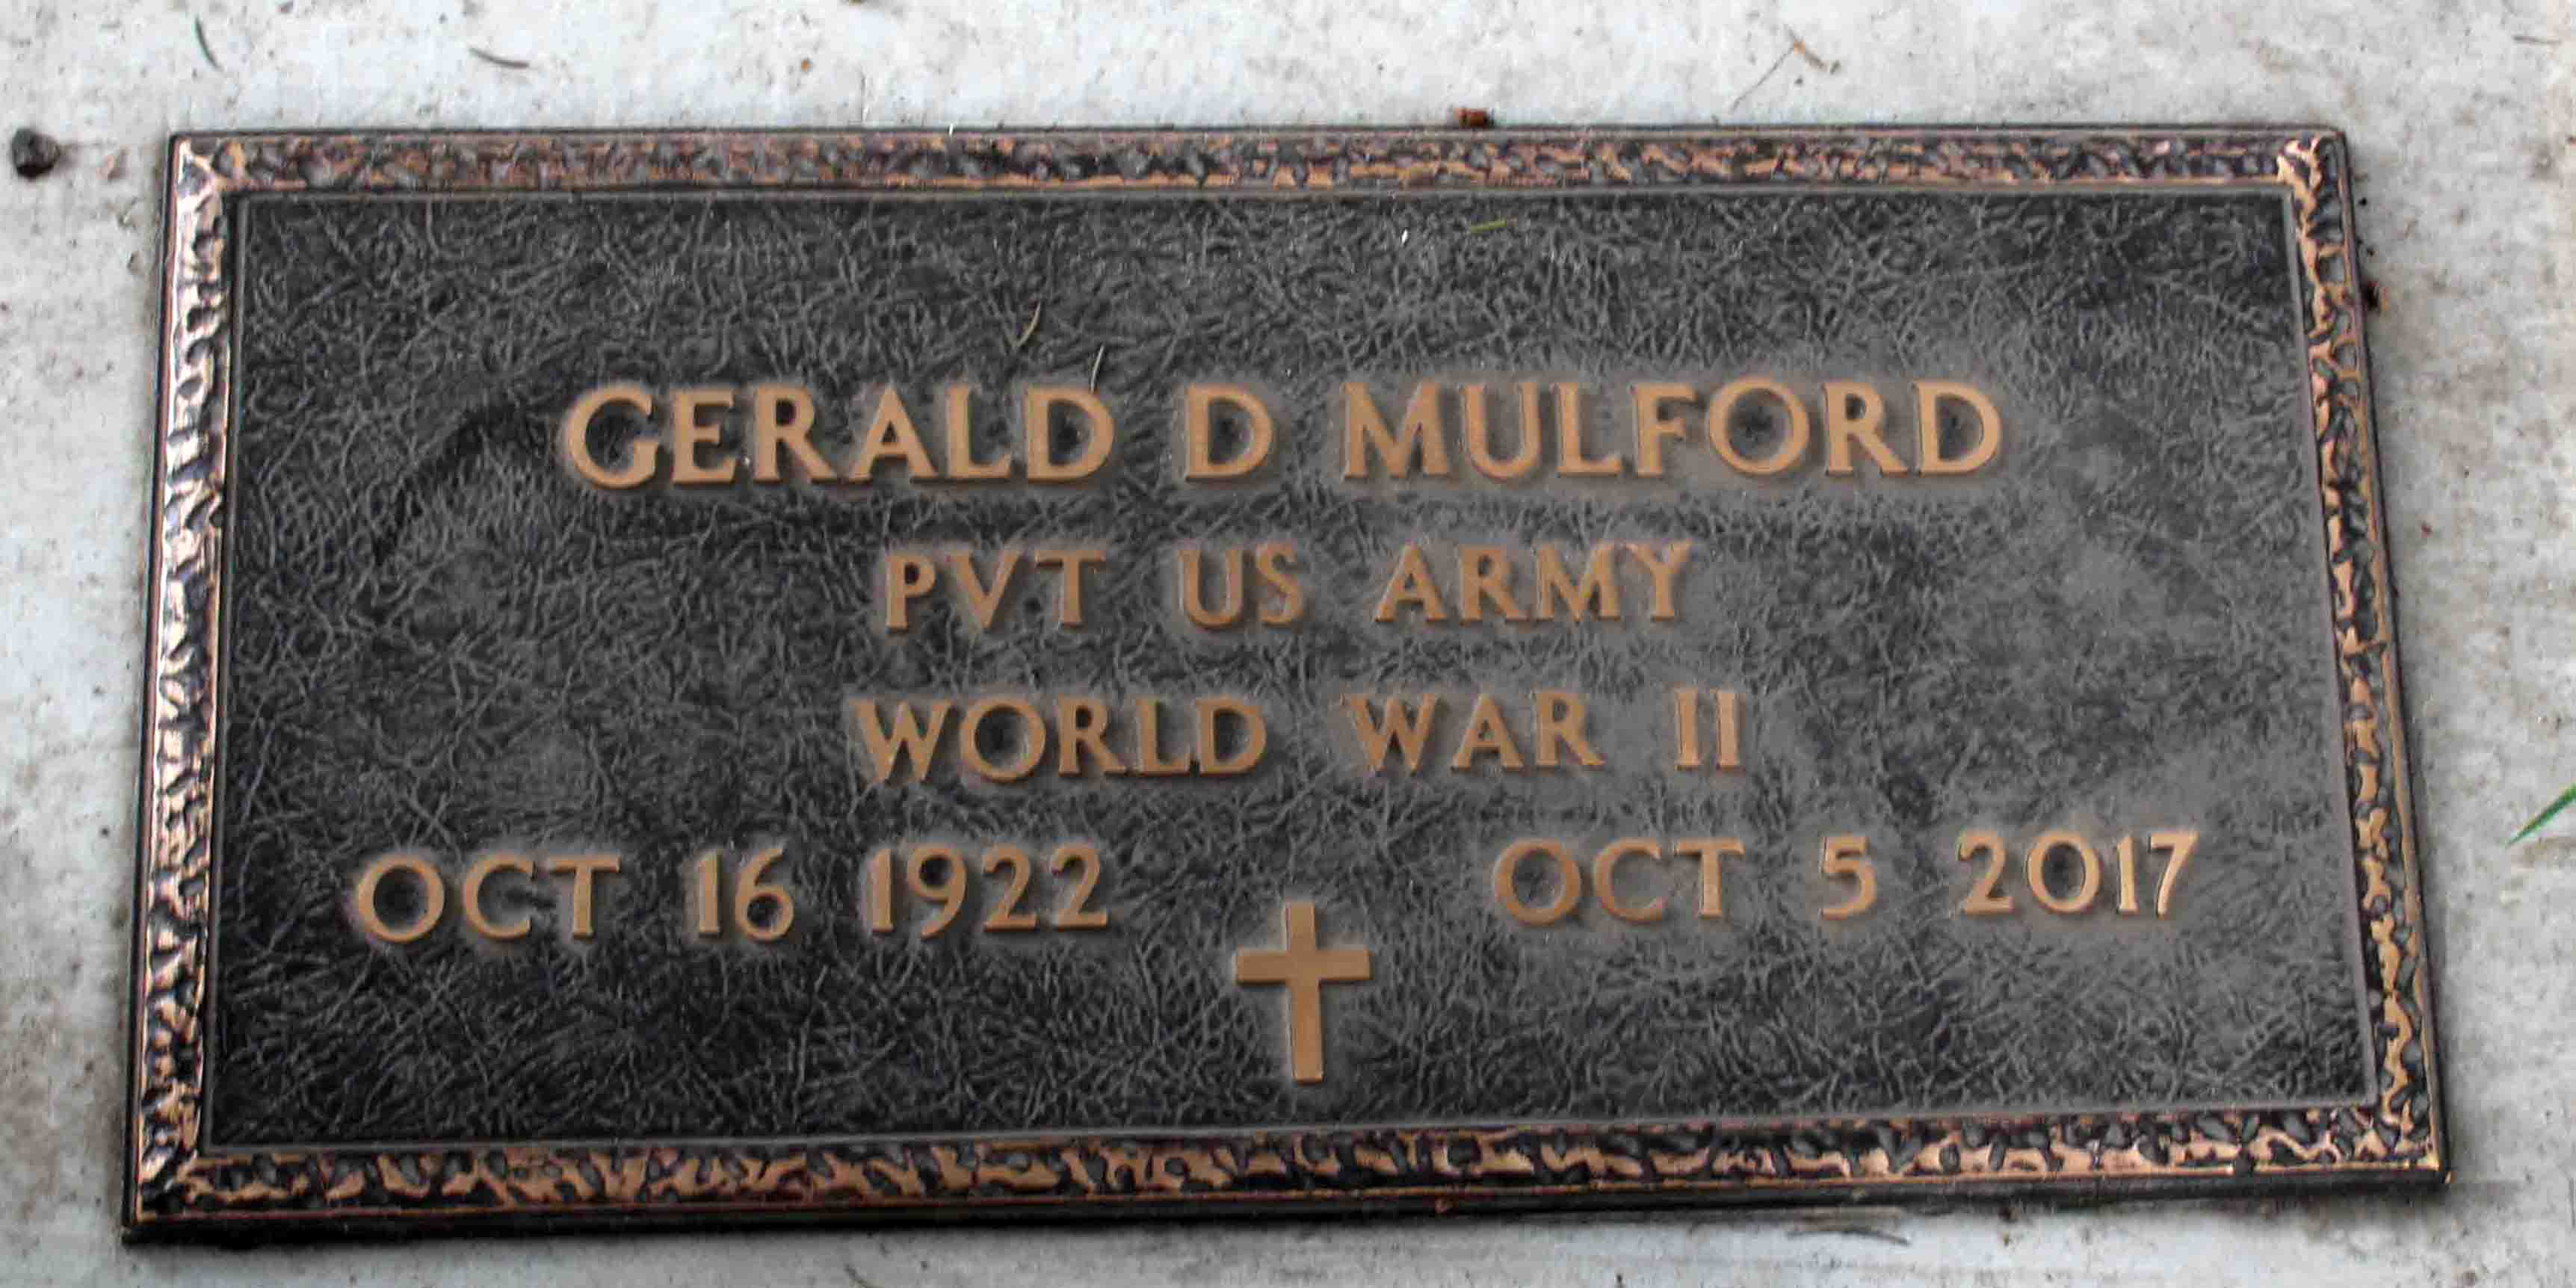 GERALD D MULFORD
PVT US ARMY
WORLD WAR II
OCT 16 1922 OCT 5 2017